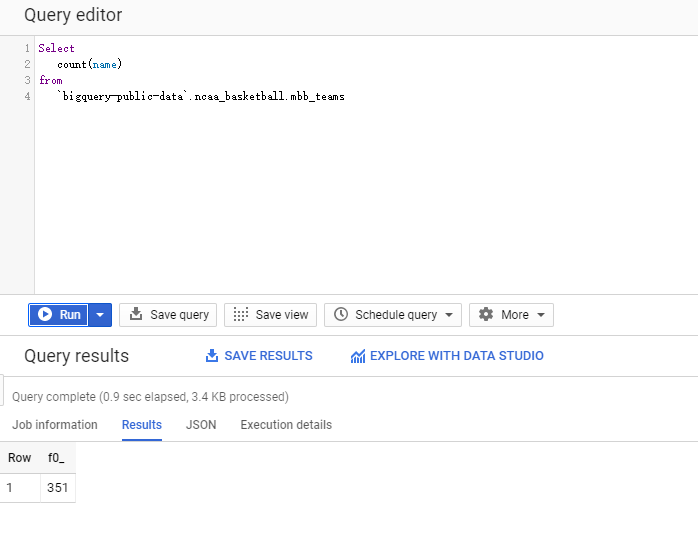 Query editor
1 Select
2 count(name)
3 from
4 `bigquery-public-data`.ncaa_basketball.mbb_teams
Run Save query Save view Schedule query More
Query results SAVE RESULTS EXPLORE WITH DATA STUDIO
Query complete (0.9 sec elapsed, 3.4 KB processed)
Job information Results JSON Execution details
Row f0_
1 351